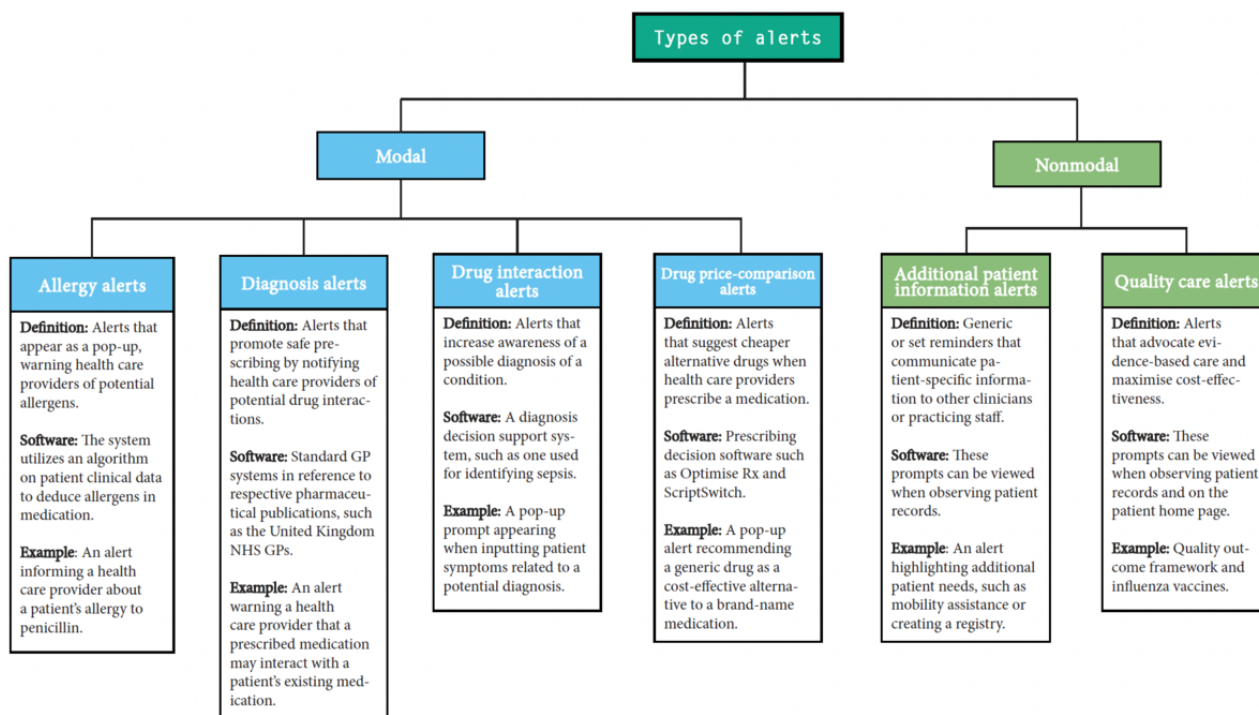 Types of alerts
Modal
Nonmodal
Allergy alerts
Definition: Alerts that
appear as a pop-up,
warning health care
providers of potential
allergens.
Software: The system
utilizes an algorithm
on patient clinical data
to deduce allergens in
medication.
Example: An alert
informing a health
care provider about
a patient's allergy to
penicillin.
Diagnosis alerts
Definition: Alerts that
promote safe pre-
scribing by notifying
health care providers of
potential drug interac-
tions.
Software: Standard GP
systems in reference to
respective pharmaceu-
tical publications, such
as the United Kingdom
NHS GPs.
Example: An alert
warning a health
care provider that a
prescribed medication
may interact with a
patient's existing med-
ication.
Drug interaction
alerts
Definition: Alerts that
increase awareness of a
possible diagnosis of a
condition.
Software: A diagnosis
decision support sys-
tem, such as one used
for identifying sepsis.
Example: A pop-up
prompt appearing
when inputting patient
symptoms related to a
potential diagnosis.
Drug price-comparison
alerts
Definition: Alerts
that suggest cheaper
alternative drugs when
health care providers
prescribe a medication.
Software: Prescribing
decision software such
as Optimise Rx and
ScriptSwitch.
Example: A pop-up
alert recommending
a generic drug as a
cost-effective alterna-
tive to a brand-name
medication.
Additional patient
information alerts
Definition: Generic
or set reminders that
communicate pa-
tient-specific informa-
tion to other clinicians
or practicing staff.
Software: These
prompts can be viewed
when observing patient
records.
Example: An alert
highlighting additional
patient needs, such as
mobility assistance or
creating a registry.
Quality care alerts
Definition: Alerts
that advocate evi-
dence-based care and
maximise cost-effec-
tiveness.
Software: These
prompts can be viewed
when observing patient
records and on the
patient home page.
Example: Quality out-
come framework and
influenza vaccines.